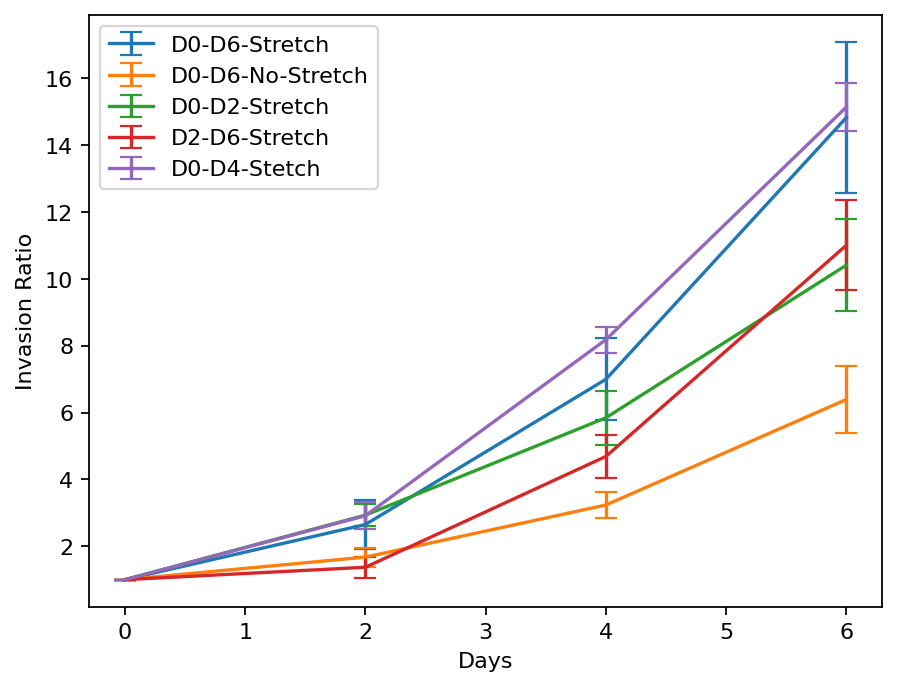 D0-D6-Stretch
D0-D6-No-Stretch
D0-D2-Stretch
D2-D6-Stretch
D0-D4-Stetch
16
14
12
10
8
6
4
2
Invasion Ratio
0 1 2 3 4 5 6
Days